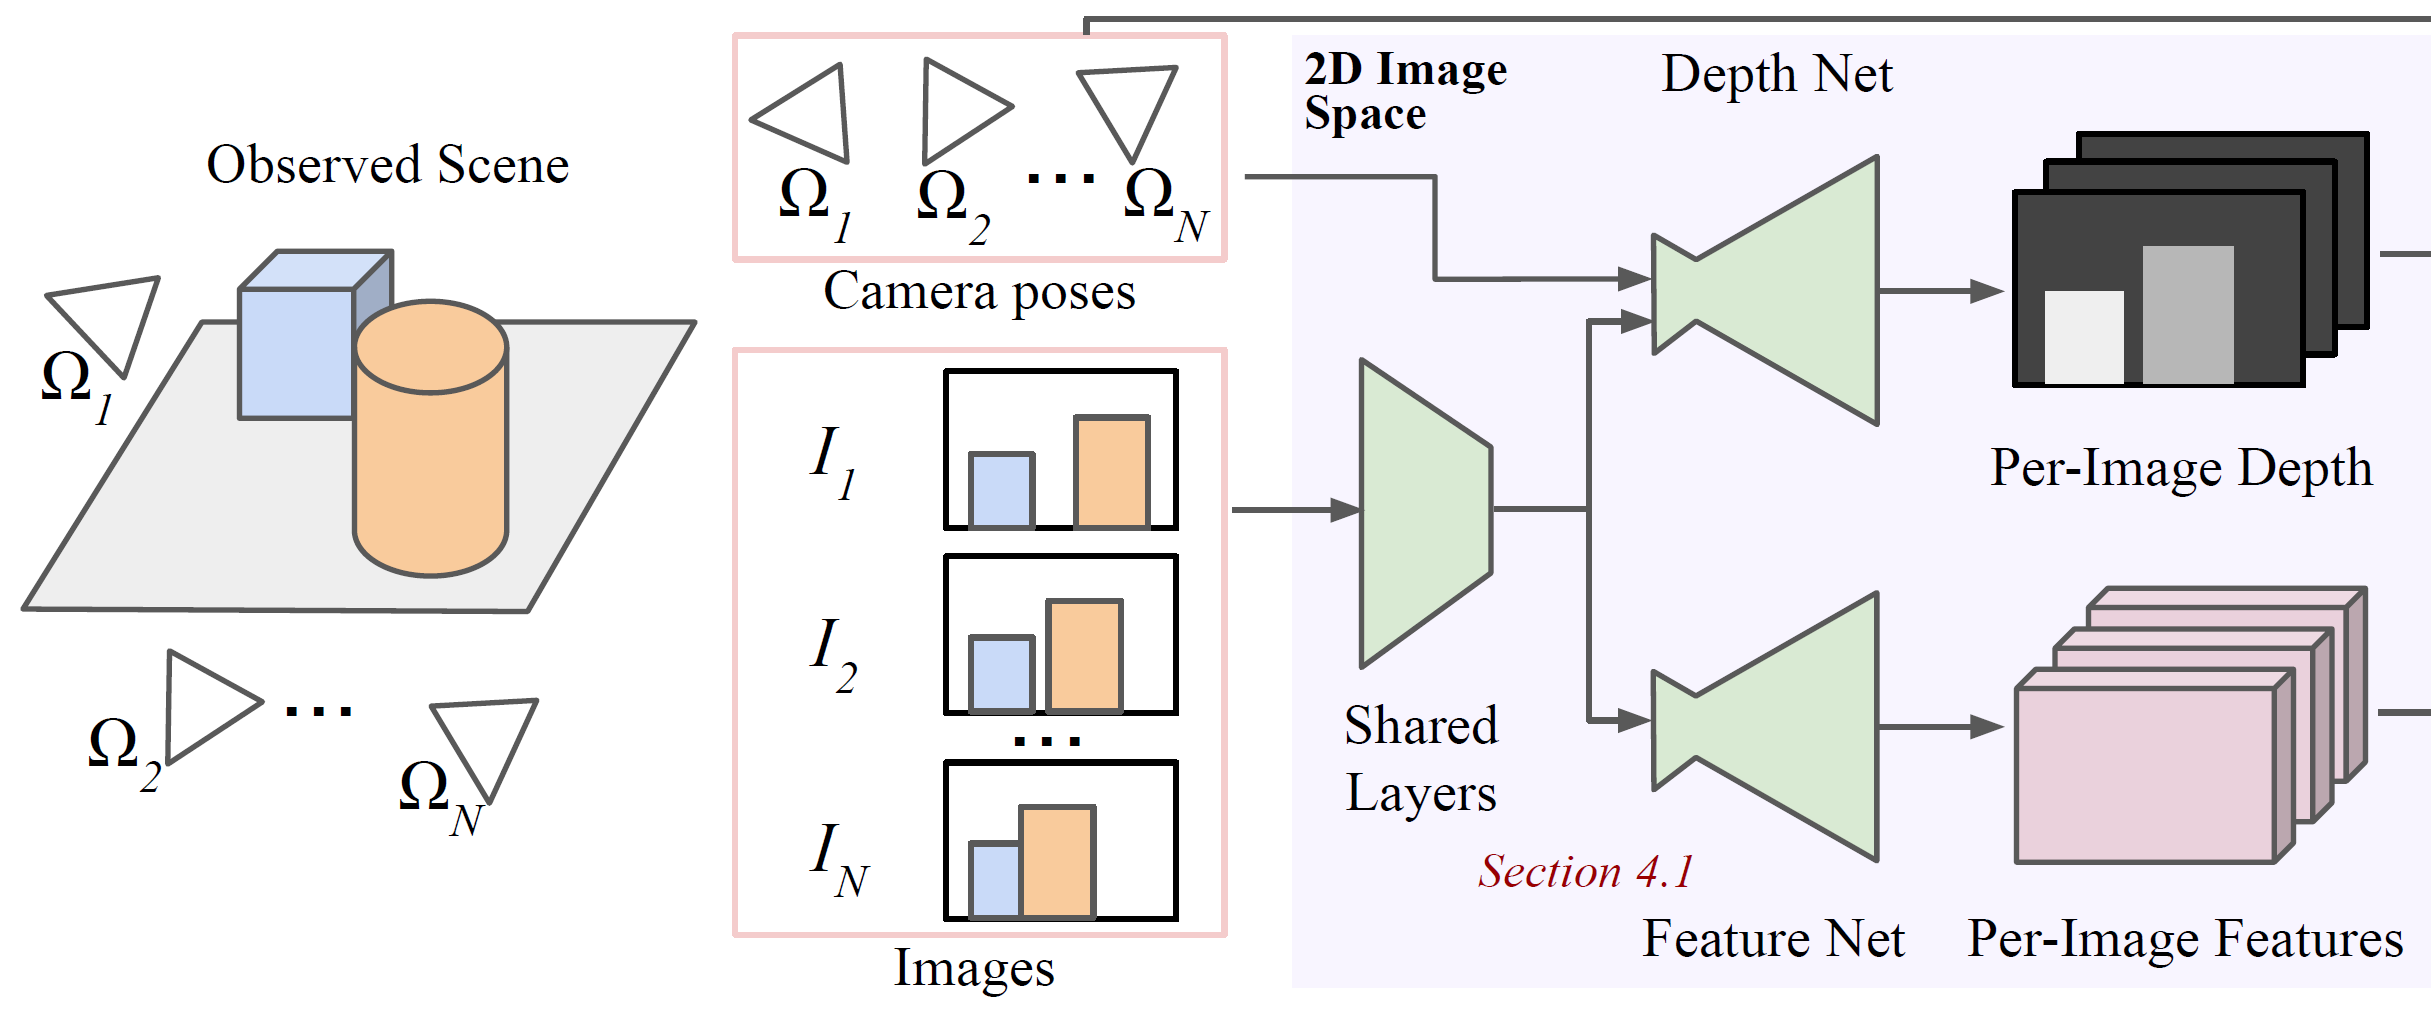 Observed Scene
Ω1
Ω2
...
ΩN
Ω1
Ω2
...
ΩN
Camera poses
I1
I2
...
IN
Images
2D Image
Space
Depth Net
Per-Image Depth
Shared
Layers
Section 4.1
Feature Net
Per-Image Features